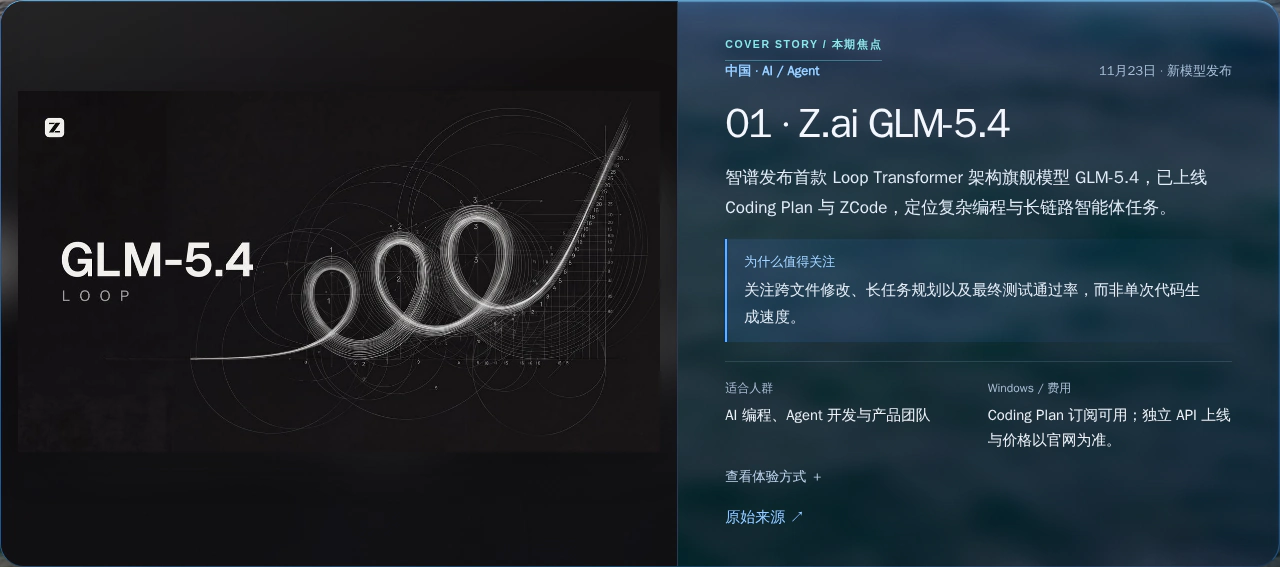 GLM-5.4
LOOP
COVER STORY / 本期焦点
中国 · AI / Agent
11月23日 · 新模型发布
01 · Z.ai GLM-5.4
智谱发布首款 Loop Transformer 架构旗舰模型 GLM-5.4，已上线
Coding Plan 与 ZCode，定位复杂编程与长链路智能体任务。
为什么值得关注
关注跨文件修改、长任务规划以及最终测试通过率，而非单次代码生
成速度。
适合人群
AI 编程、Agent 开发与产品团队
Windows / 费用
Coding Plan 订阅可用；独立 API 上线
与价格以官网为准。
查看体验方式 +
原始来源 ↗